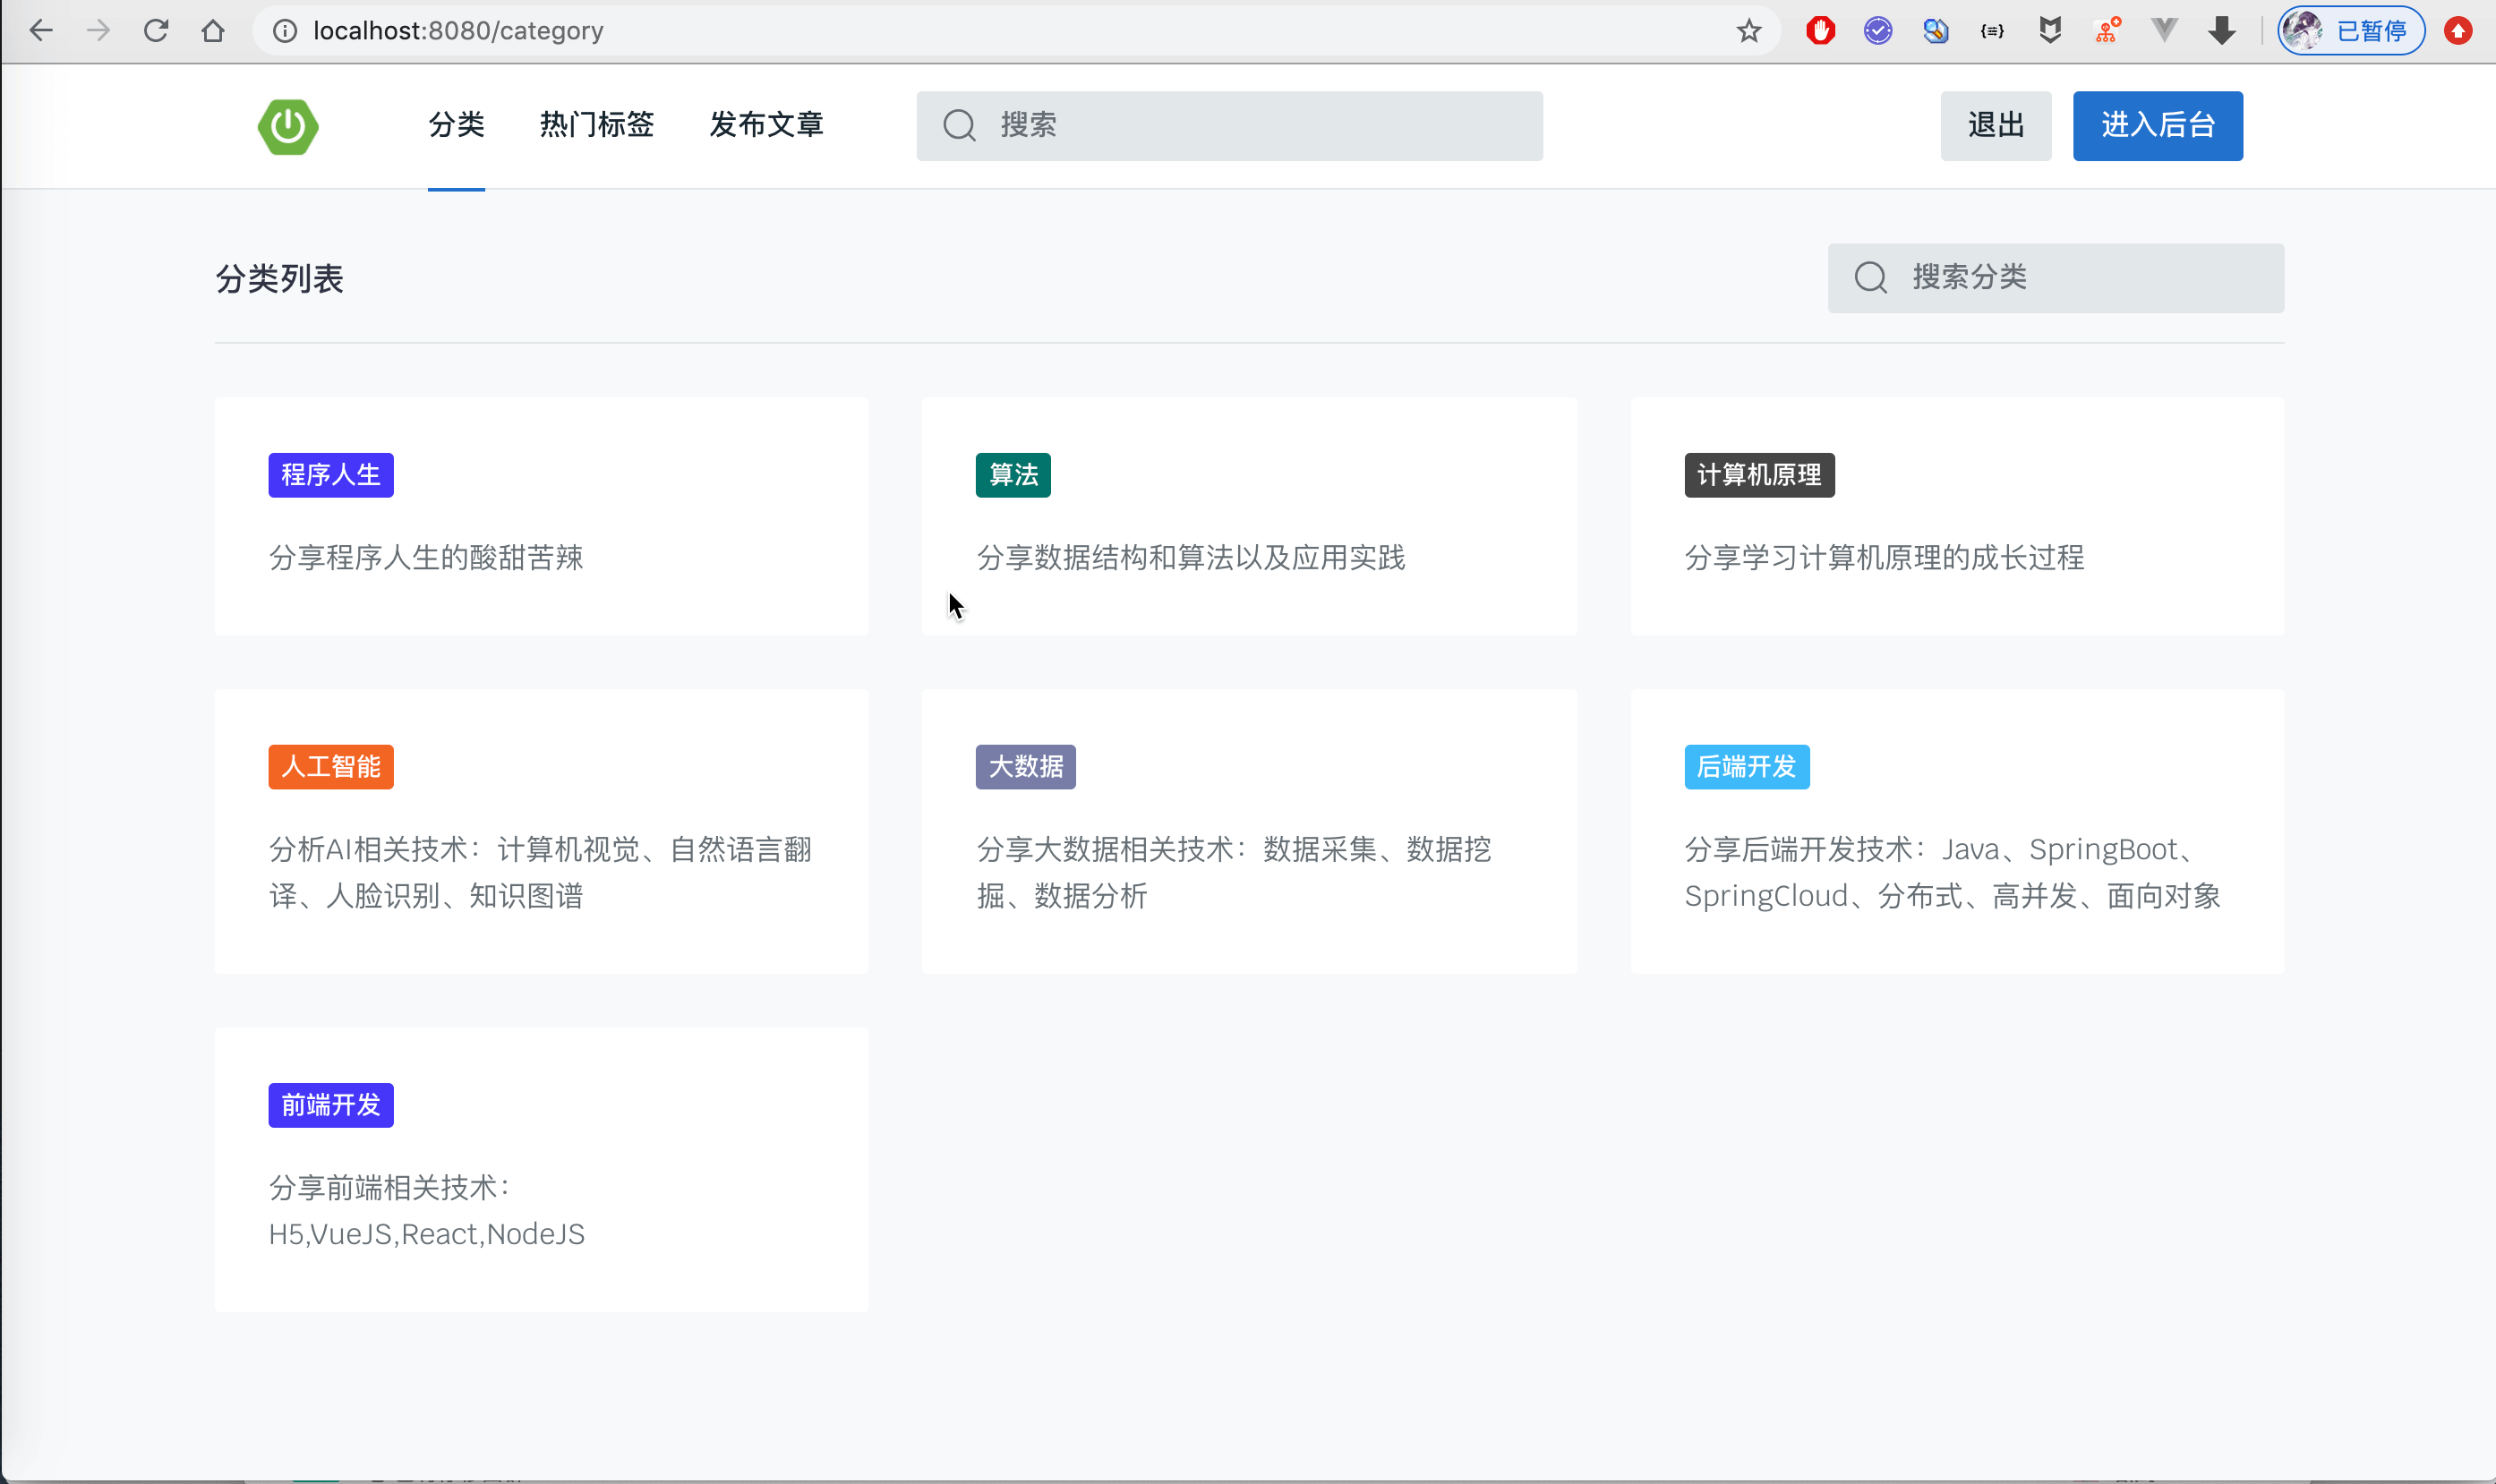 localhost:8080/category
已暂停
分类
热门标签
发布文章
搜索
退出
进入后台
分类列表
搜索分类
程序人生
分享程序人生的酸甜苦辣
算法
分享数据结构和算法以及应用实践
计算机原理
分享学习计算机原理的成长过程
人工智能
分析AI相关技术：计算机视觉、自然语言翻
译、人脸识别、知识图谱
大数据
分享大数据相关技术：数据采集、数据挖
掘、数据分析
后端开发
分享后端开发技术：Java、SpringBoot、
SpringCloud、分布式、高并发、面向对象
前端开发
分享前端相关技术：
H5,VueJS,React,NodeJS